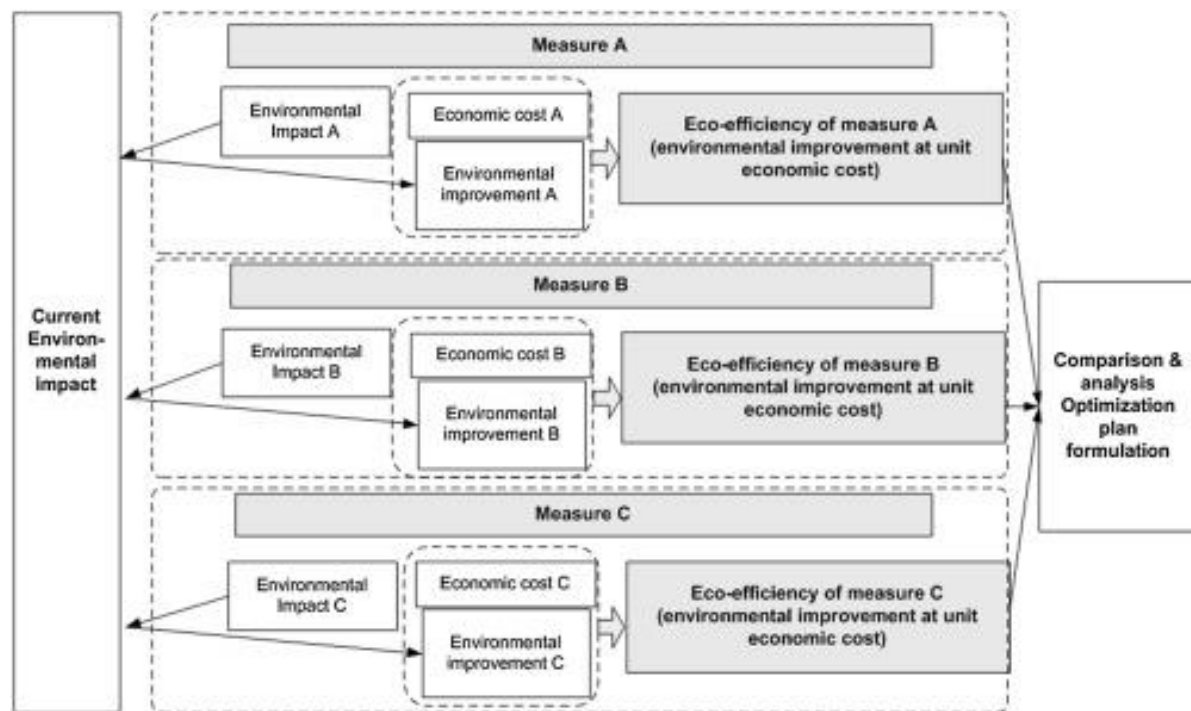 Current
Environ-
mental
impact
Measure A
Environmental
Impact A
Economic cost A
Environmental
improvement A
Eco-efficiency of measure A
(environmental improvement at unit
economic cost)
Measure B
Environmental
Impact B
Economic cost B
Environmental
improvement B
Eco-efficiency of measure B
(environmental improvement at unit
economic cost)
Measure C
Environmental
Impact C
Economic cost C
Environmental
improvement C
Eco-efficiency of measure C
(environmental improvement at unit
economic cost)
Comparison &
analysis
Optimization
plan
formulation